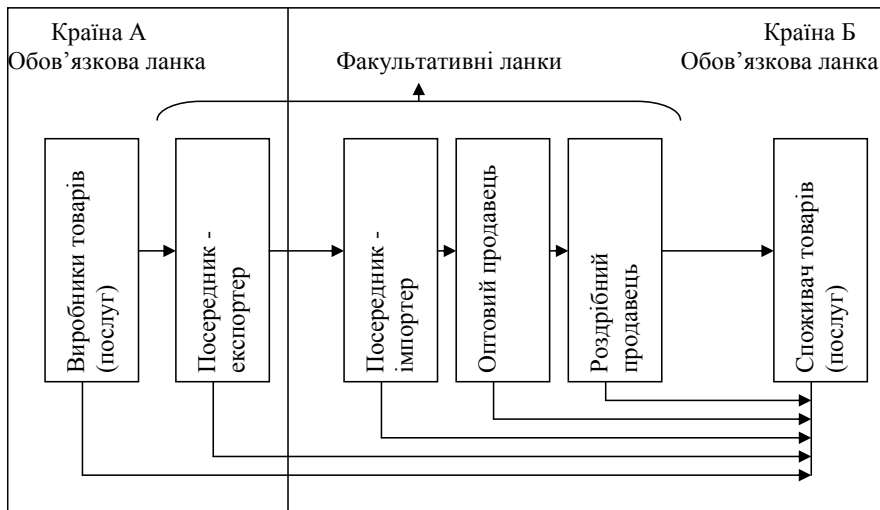 Країна А
Обов’язкова ланка
Факультативні ланки
Країна Б
Обов’язкова ланка
Виробники товарів
(послуг)
Посередник -
експортер
Посередник -
імпортер
Оптовий продавець
Роздрібний
продавець
Споживач товарів
(послуг)